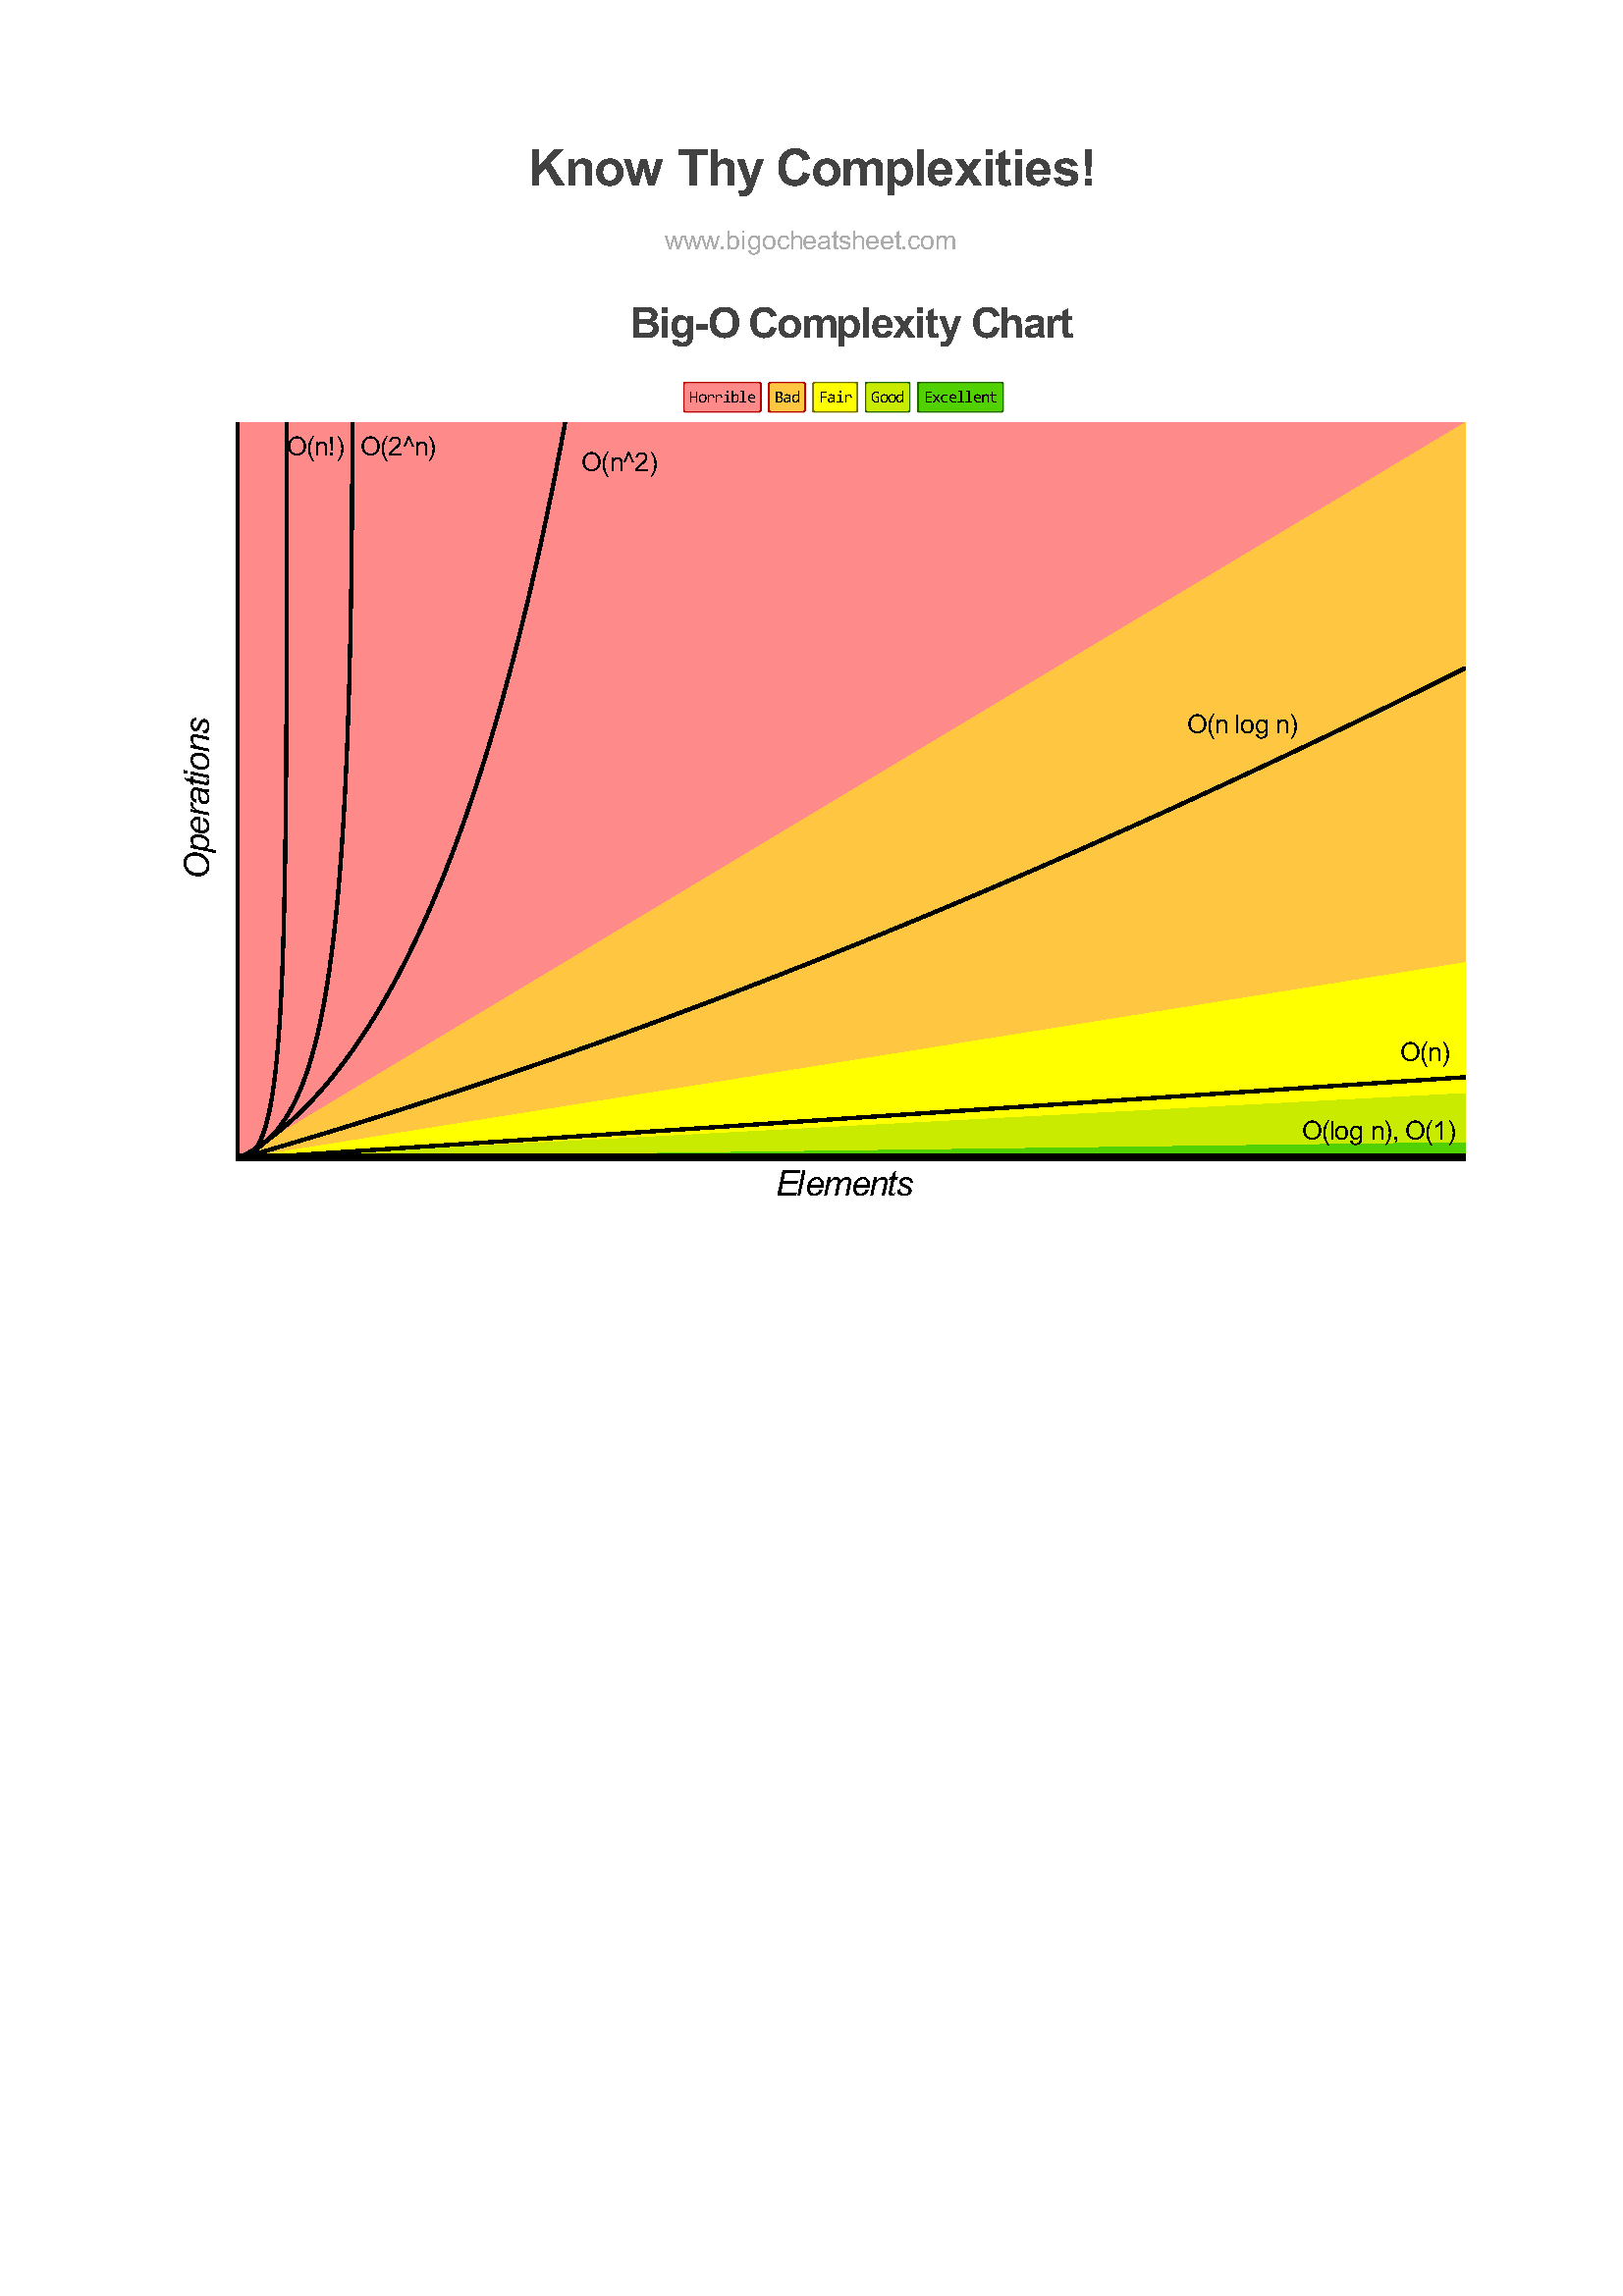 Know Thy Complexities!
www.bigocheatsheet.com
Big-O Complexity Chart
Horrible Bad Fair Good Excellent
O(n!) O(2^n)
O(n^2)
O(n log n)
Operations
O(n)
O(log n), O(1)
Elements